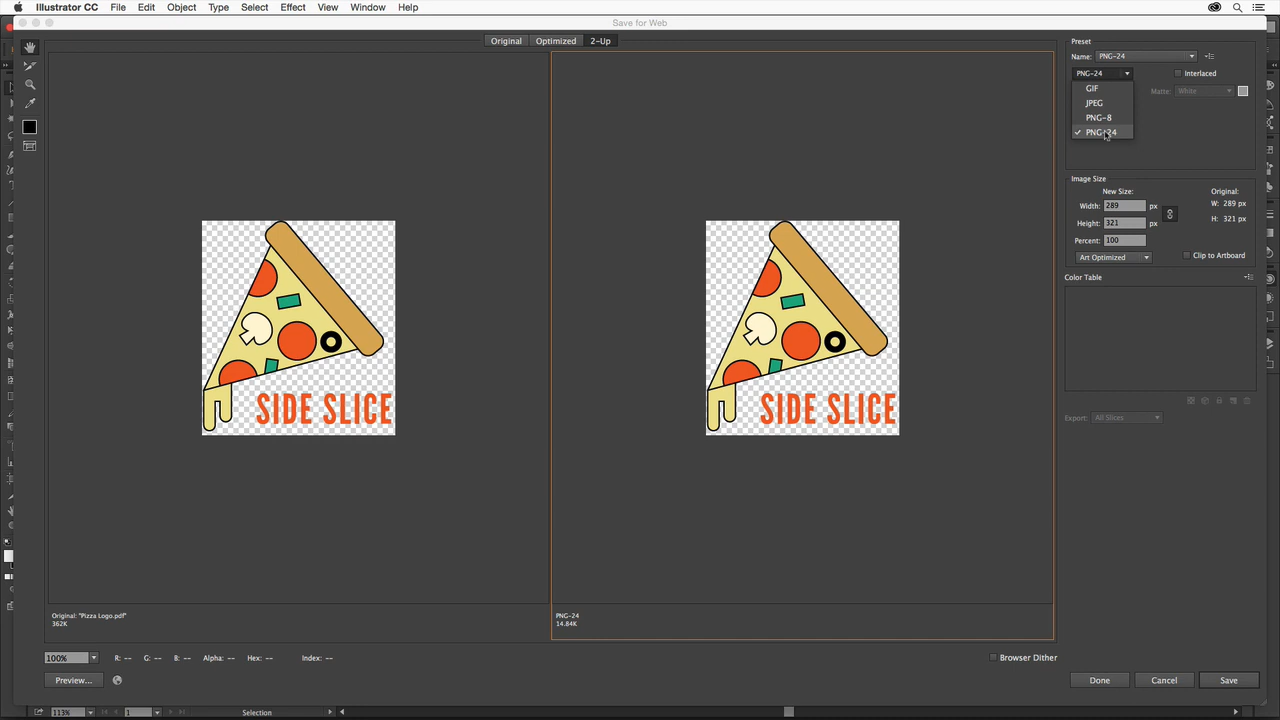 Illustrator CC File Edit Object Type Select Effect View Window Help
Save for Web
Original Optimized 2-Up
Preset
Name: PNG-24
PNG-24 Interlaced
GIF Matte: White
JPEG
PNG-8
PNG-24
Image Size
New Size: Original:
Width: 289 px W: 289 px
Height: 321 px H: 321 px
Percent: 100
Art Optimized Clip to Artboard
Color Table
SIDE SLICE SIDE SLICE
Export: All Slices
Original: "Pizza Logo.pdf" PNG-24
362K 14.84K
100% R: -- G: -- B: -- Alpha: -- Hex: -- Index: -- Browser Dither
Preview... Done Cancel Save
113% 1 Selection